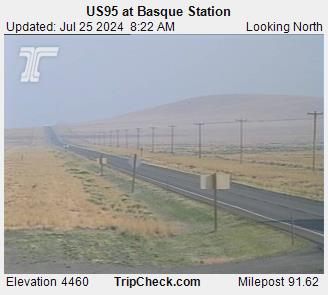 US95 at Basque Station
Updated: Jul 25 2024 8:22 AM Looking North
Elevation 4460 TripCheck.com Milepost 91.62